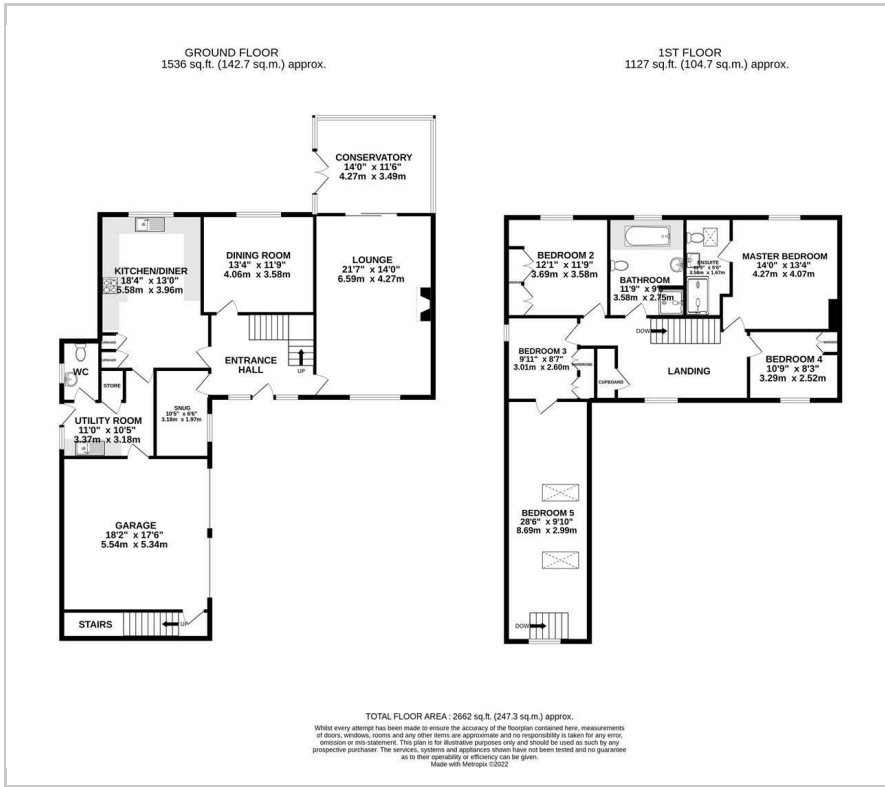 GROUND FLOOR
1536 sq.ft. (142.7 sq.m.) approx.
CONSERVATORY
14'0" x 11'6"
4.27m x 3.49m
KITCHEN/DINER
18'4" x 13'0"
5.58m x 3.96m
DINING ROOM
13'4" x 11'9"
4.06m x 3.58m
LOUNGE
21'7" x 14'0"
6.59m x 4.27m
CUPBOARD
CUPBOARD
ENTRANCE
HALL
UP
WC
STORE
SNUG
10'5" x 6'6"
3.18m x 1.97m
UTILITY ROOM
11'0" x 10'5"
3.37m x 3.18m
GARAGE
18'2" x 17'6"
5.54m x 5.34m
STAIRS
UP
1ST FLOOR
1127 sq.ft. (104.7 sq.m.) approx.
BEDROOM 2
12'1" x 11'9"
3.69m x 3.58m
BATHROOM
11'9" x 9'0"
3.58m x 2.75m
ENSUITE
11'9" x 5'6"
3.58m x 1.67m
MASTER BEDROOM
14'0" x 13'4"
4.27m x 4.07m
DOWN
BEDROOM 3
9'11" x 8'7"
3.01m x 2.60m
WARDROBE
CUPBOARD
LANDING
WARDROBE
BEDROOM 4
10'9" x 8'3"
3.29m x 2.52m
BEDROOM 5
28'6" x 9'10"
8.69m x 2.99m
DOWN
TOTAL FLOOR AREA : 2662 sq.ft. (247.3 sq.m.) approx.
Whilst every attempt has been made to ensure the accuracy of the floorplan contained here, measurements
of doors, windows, rooms and any other items are approximate and no responsibility is taken for any error,
omission or mis-statement. This plan is for illustrative purposes only and should be used as such by any
prospective purchaser. The services, systems and appliances shown have not been tested and no guarantee
as to their operability or efficiency can be given.
Made with Metropix ©2022